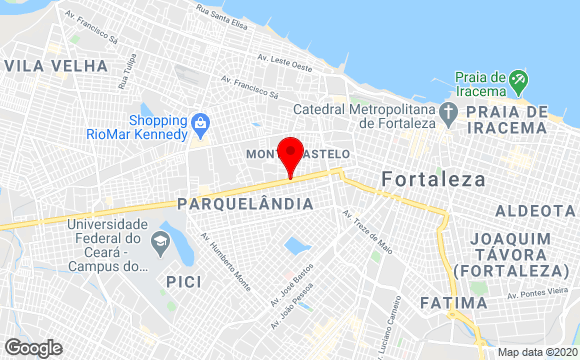 Rua Santa Elisa
Av. Francisco Sá
Av. Leste Oeste
VILA VELHA
Rua Tulipa
Av. Francisco Sá
Praia de
Iracema
Catedral Metropolitana
de Fortaleza
PRAIA DE
IRACEMA
Shopping
RioMar Kennedy
MONTE CASTELO
Fortaleza
PARQUELÂNDIA
ALDEOTA
Universidade
Federal do
Ceará -
Campus do...
Av. Humberto Monte
Av. Treze de Maio
JOAQUIM
TÁVORA
(FORTALEZA)
PICI
Av. José Bastos
Av. João Pessoa
Av. Luciano Carneiro
FATIMA
Av. Pontes Vieira
Google
Map data ©2020